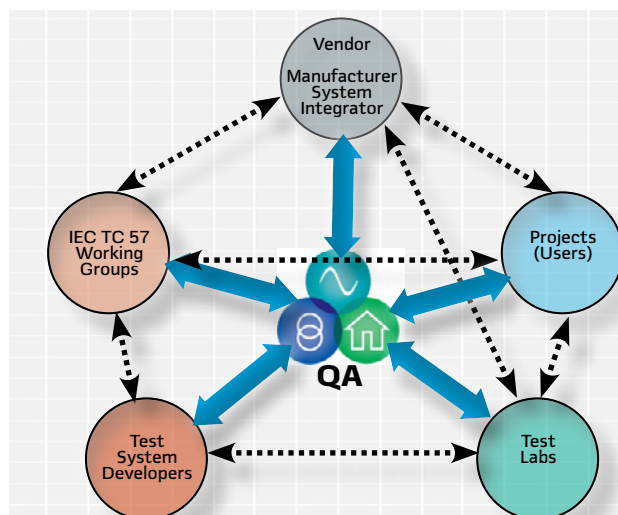 Vendor
Manufacturer
System
Integrator
IEC TC 57
Working
Groups
Projects
(Users)
QA
Test
System
Developers
Test
Labs